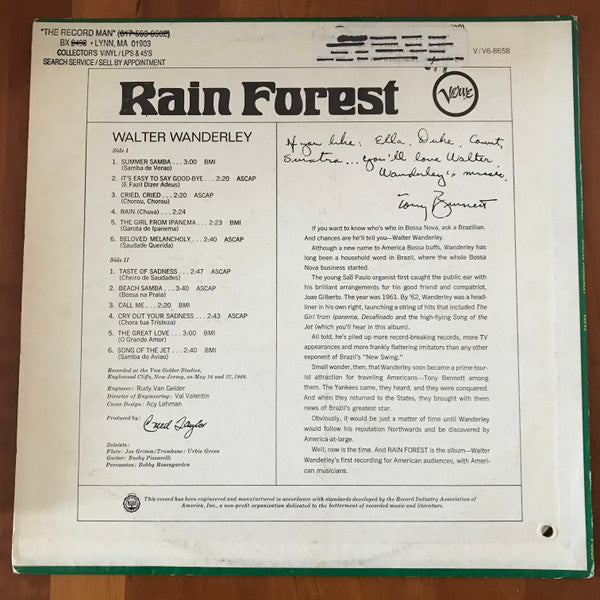 "THE RECORD MAN" (617-593-8562)
BX • LYNN, MA 01903
COLLECTOR'S VINYL / LP'S & 45'S
SEARCH SERVICE / SELL BY APPOINTMENT
V/V6-8658
Verve
Rain Forest
WALTER WANDERLEY
Side I
1. SUMMER SAMBA . . . 3:00 BMI
(Samba de Verao)
2. IT'S EASY TO SAY GOOD-BYE . . . 2:20 ASCAP
(E Fazil Dizer Adeus)
3. CRIED, CRIED . . . 2:20 ASCAP
(Chorou, Chorou)
4. RAIN (Chuva) . . . 2:24
5. THE GIRL FROM IPANEMA . . . 2:23 BMI
(Garota de Ipanema)
6. BELOVED MELANCHOLY . . . 2:40 ASCAP
(Saudade Querida)
Side II
1. TASTE OF SADNESS . . . 2:47 ASCAP
(Cheiro de Saudades)
2. BEACH SAMBA . . . 3:40 ASCAP
(Bossa na Praia)
3. CALL ME . . . 2:40 BMI
4. CRY OUT YOUR SADNESS . . . 2:43 ASCAP
(Chora tua Tristeza)
5. THE GREAT LOVE . . . 3:30 BMI
(O Grande Amor)
6. SONG OF THE JET . . . 2:40 BMI
(Samba do Aviao)
Recorded at the Van Gelder Studios,
Englewood Cliffs, New Jersey, on May 16 and 17, 1966.
Engineer: Rudy Van Gelder
Director of Engineering: Val Valentin
Cover Design: Acy Lehman
Produced by: Creed Taylor
Soloists:
Flute: Joe Grimm/Trombone: Urbie Green
Guitar: Bucky Pizzarelli
Percussion: Bobby Rosengarden
If you like: Ella, Duke, Count,
Sinatra... you'll love Walter
Wanderley's music.
Tony Bennett
If you want to know who's who in Bossa Nova, ask a Brazilian.
And chances are he'll tell you—Walter Wanderley.
Although a new name to America Bossa buffs, Wanderley has
long been a household word in Brazil, where the whole Bossa
Nova business started.
The young Saõ Paulo organist first caught the public ear with
his brilliant arrangements for his good friend and compatriot,
Joao Gilberto. The year was 1961. By '62, Wanderley was a head-
liner in his own right, launching a string of hits that included The
Girl from Ipanema, Desafinado and the high-flying Song of the
Jet (which you'll hear in this album).
All told, he's piled up more record-breaking records, more TV
appearances and more frankly flattering imitators than any other
exponent of Brazil's "New Swing."
Small wonder, then, that Wanderley soon became a prime tour-
ist attraction for traveling Americans—Tony Bennett among
them. The Yankees came, they heard, and they were conquered.
And when they returned to the States, they brought with them
news of Brazil's greatest star.
Obviously, it would be just a matter of time until Wanderley
would follow his reputation Northwards and be discovered by
America-at-large.
Well, now is the time. And RAIN FOREST is the album—Walter
Wanderley's first recording for American audiences, with Amer-
ican musicians.
This record has been engineered and manufactured in accordance with standards developed by the Record Industry Association of
America, Inc., a non-profit organization dedicated to the betterment of recorded music and literature.